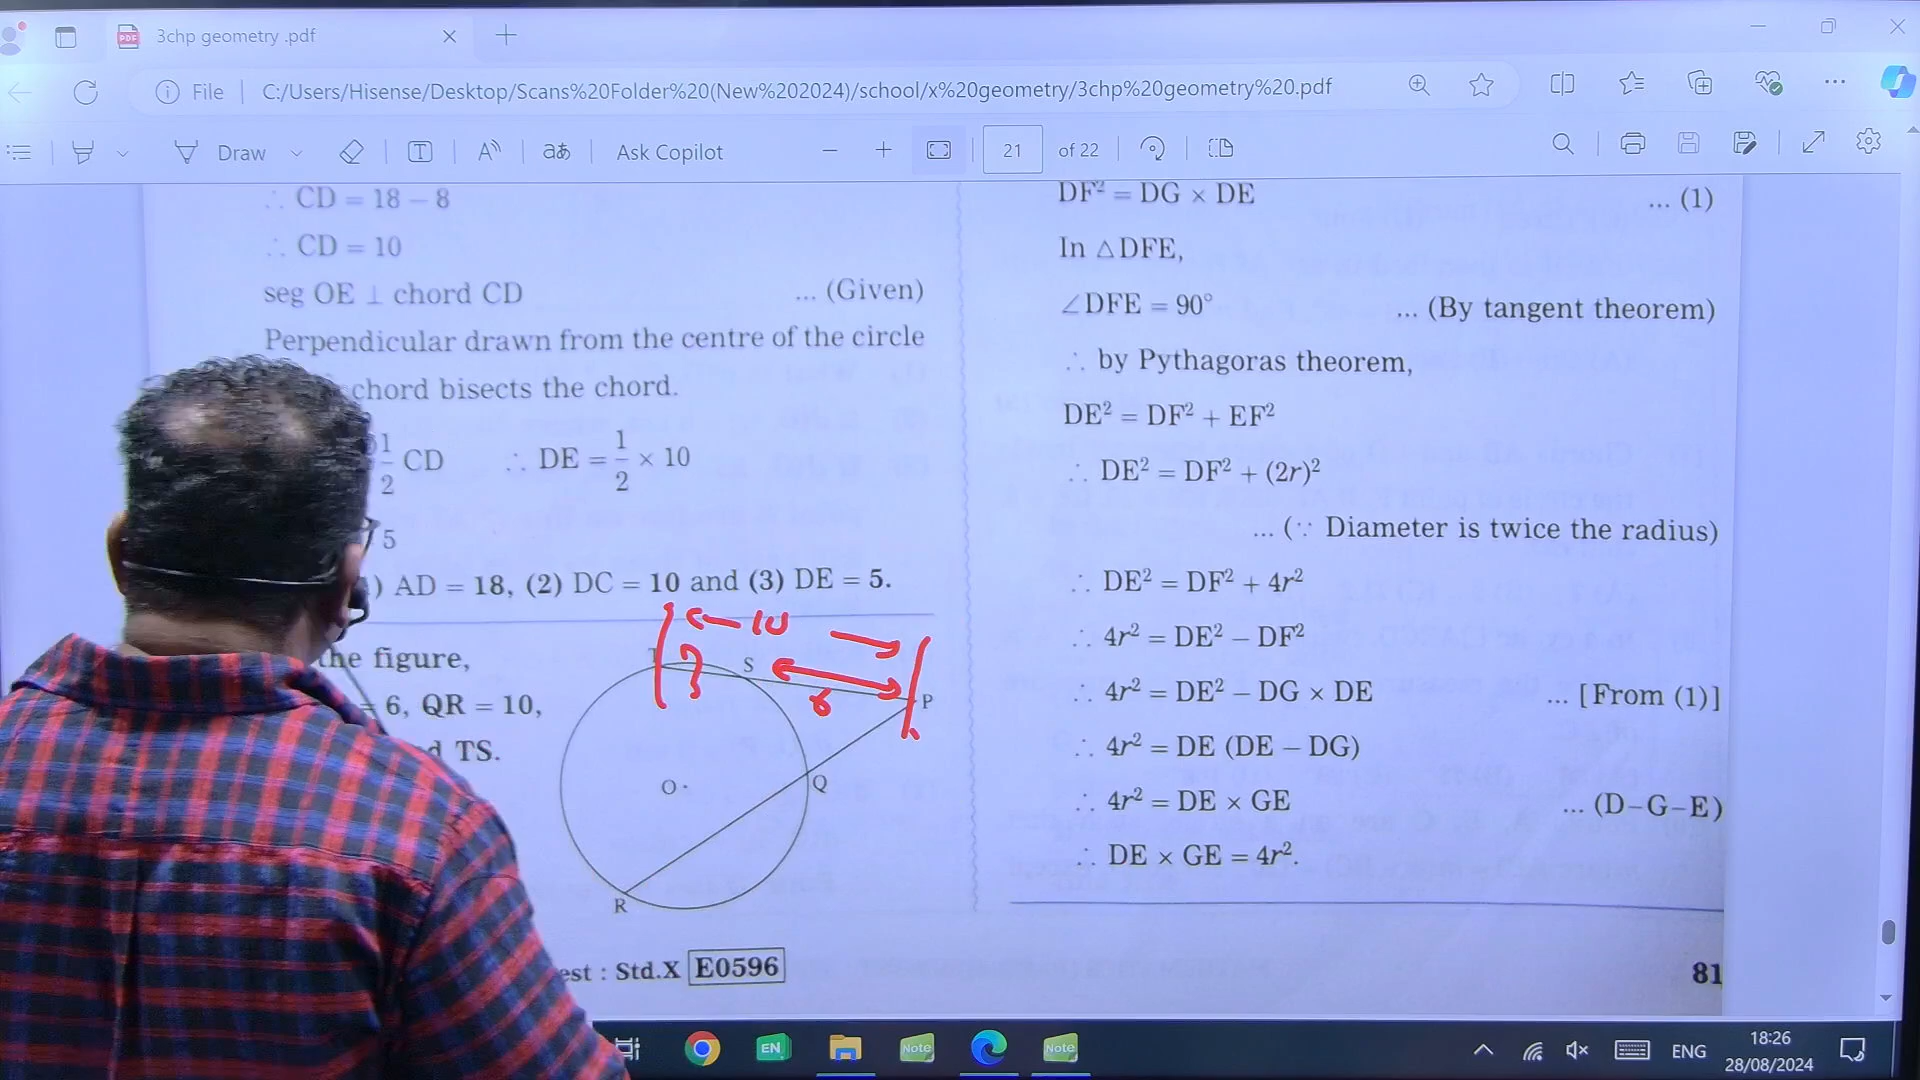 3chp geometry .pdf
File
C:/Users/Hisense/Desktop/Scans%20Folder%20(New%202024)/school/x%20geometry/3chp%20geometry%20.pdf
Draw
Ask Copilot
21 of 22
∴ CD = 18 − 8
∴ CD = 10
seg OE ⊥ chord CD ... (Given)
Perpendicular drawn from the centre of the circle
chord bisects the chord.
1/2 CD ∴ DE = 1/2 × 10
5
) AD = 18, (2) DC = 10 and (3) DE = 5.
the figure,
= 6, QR = 10,
TS.
← 10 →
?
T S P
O · Q
R
est : Std.X E0596
DF² = DG × DE ... (1)
In △DFE,
∠DFE = 90° ... (By tangent theorem)
∴ by Pythagoras theorem,
DE² = DF² + EF²
∴ DE² = DF² + (2r)²
... (∵ Diameter is twice the radius)
∴ DE² = DF² + 4r²
∴ 4r² = DE² − DF²
∴ 4r² = DE² − DG × DE ... [From (1)]
∴ 4r² = DE (DE − DG)
∴ 4r² = DE × GE ... (D−G−E)
∴ DE × GE = 4r².
81
EN
Note
Note
ENG
18:26
28/08/2024